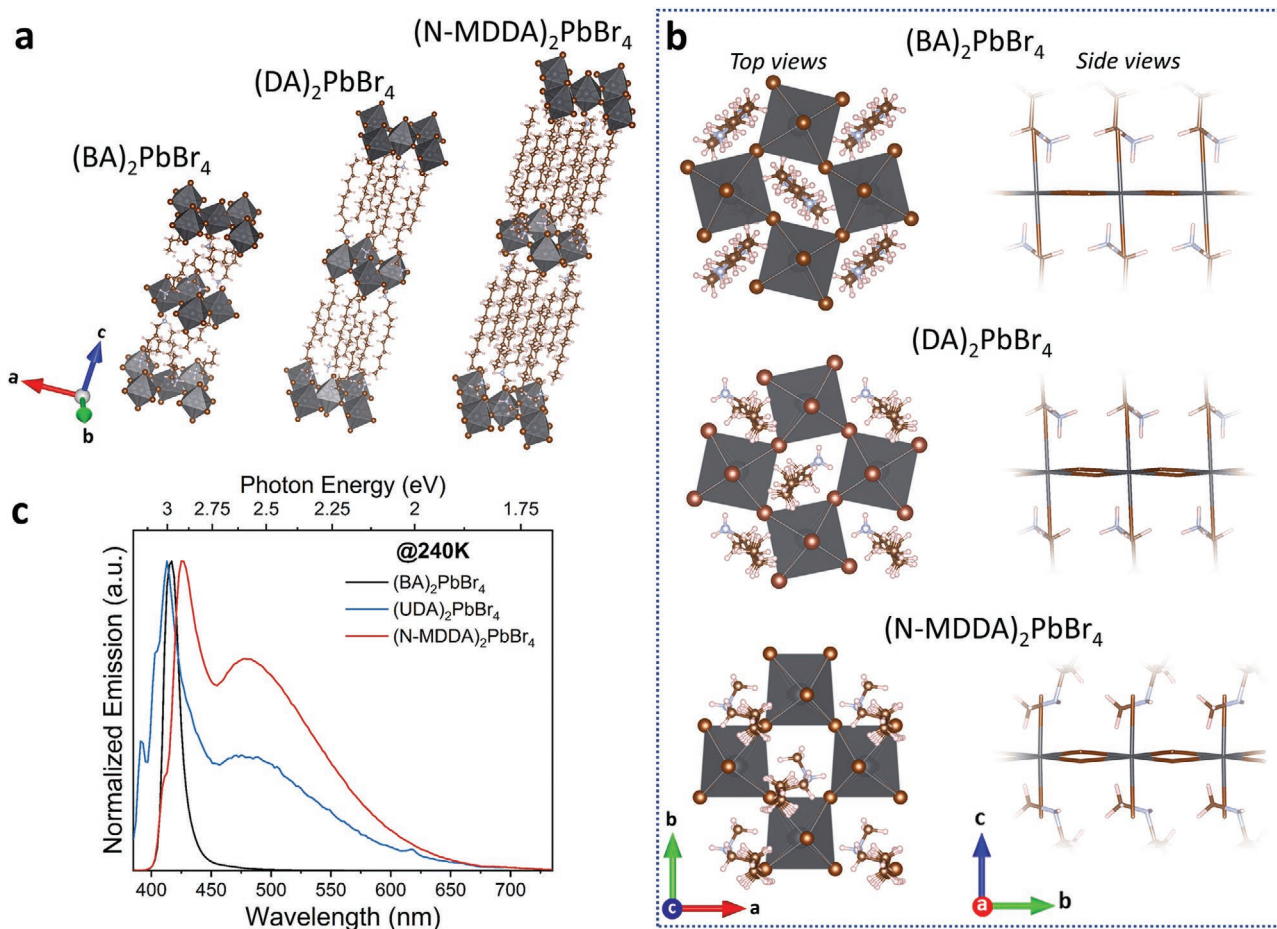 a
(BA)₂PbBr₄
(DA)₂PbBr₄
(N-MDDA)₂PbBr₄
c
a
b
b
(BA)₂PbBr₄
Top views
Side views
(DA)₂PbBr₄
(N-MDDA)₂PbBr₄
b
c
a
c
a
b
c
Photon Energy (eV)
3 2.75 2.5 2.25 2 1.75
@240K
(BA)₂PbBr₄
(UDA)₂PbBr₄
(N-MDDA)₂PbBr₄
Normalized Emission (a.u.)
400 450 500 550 600 650 700
Wavelength (nm)